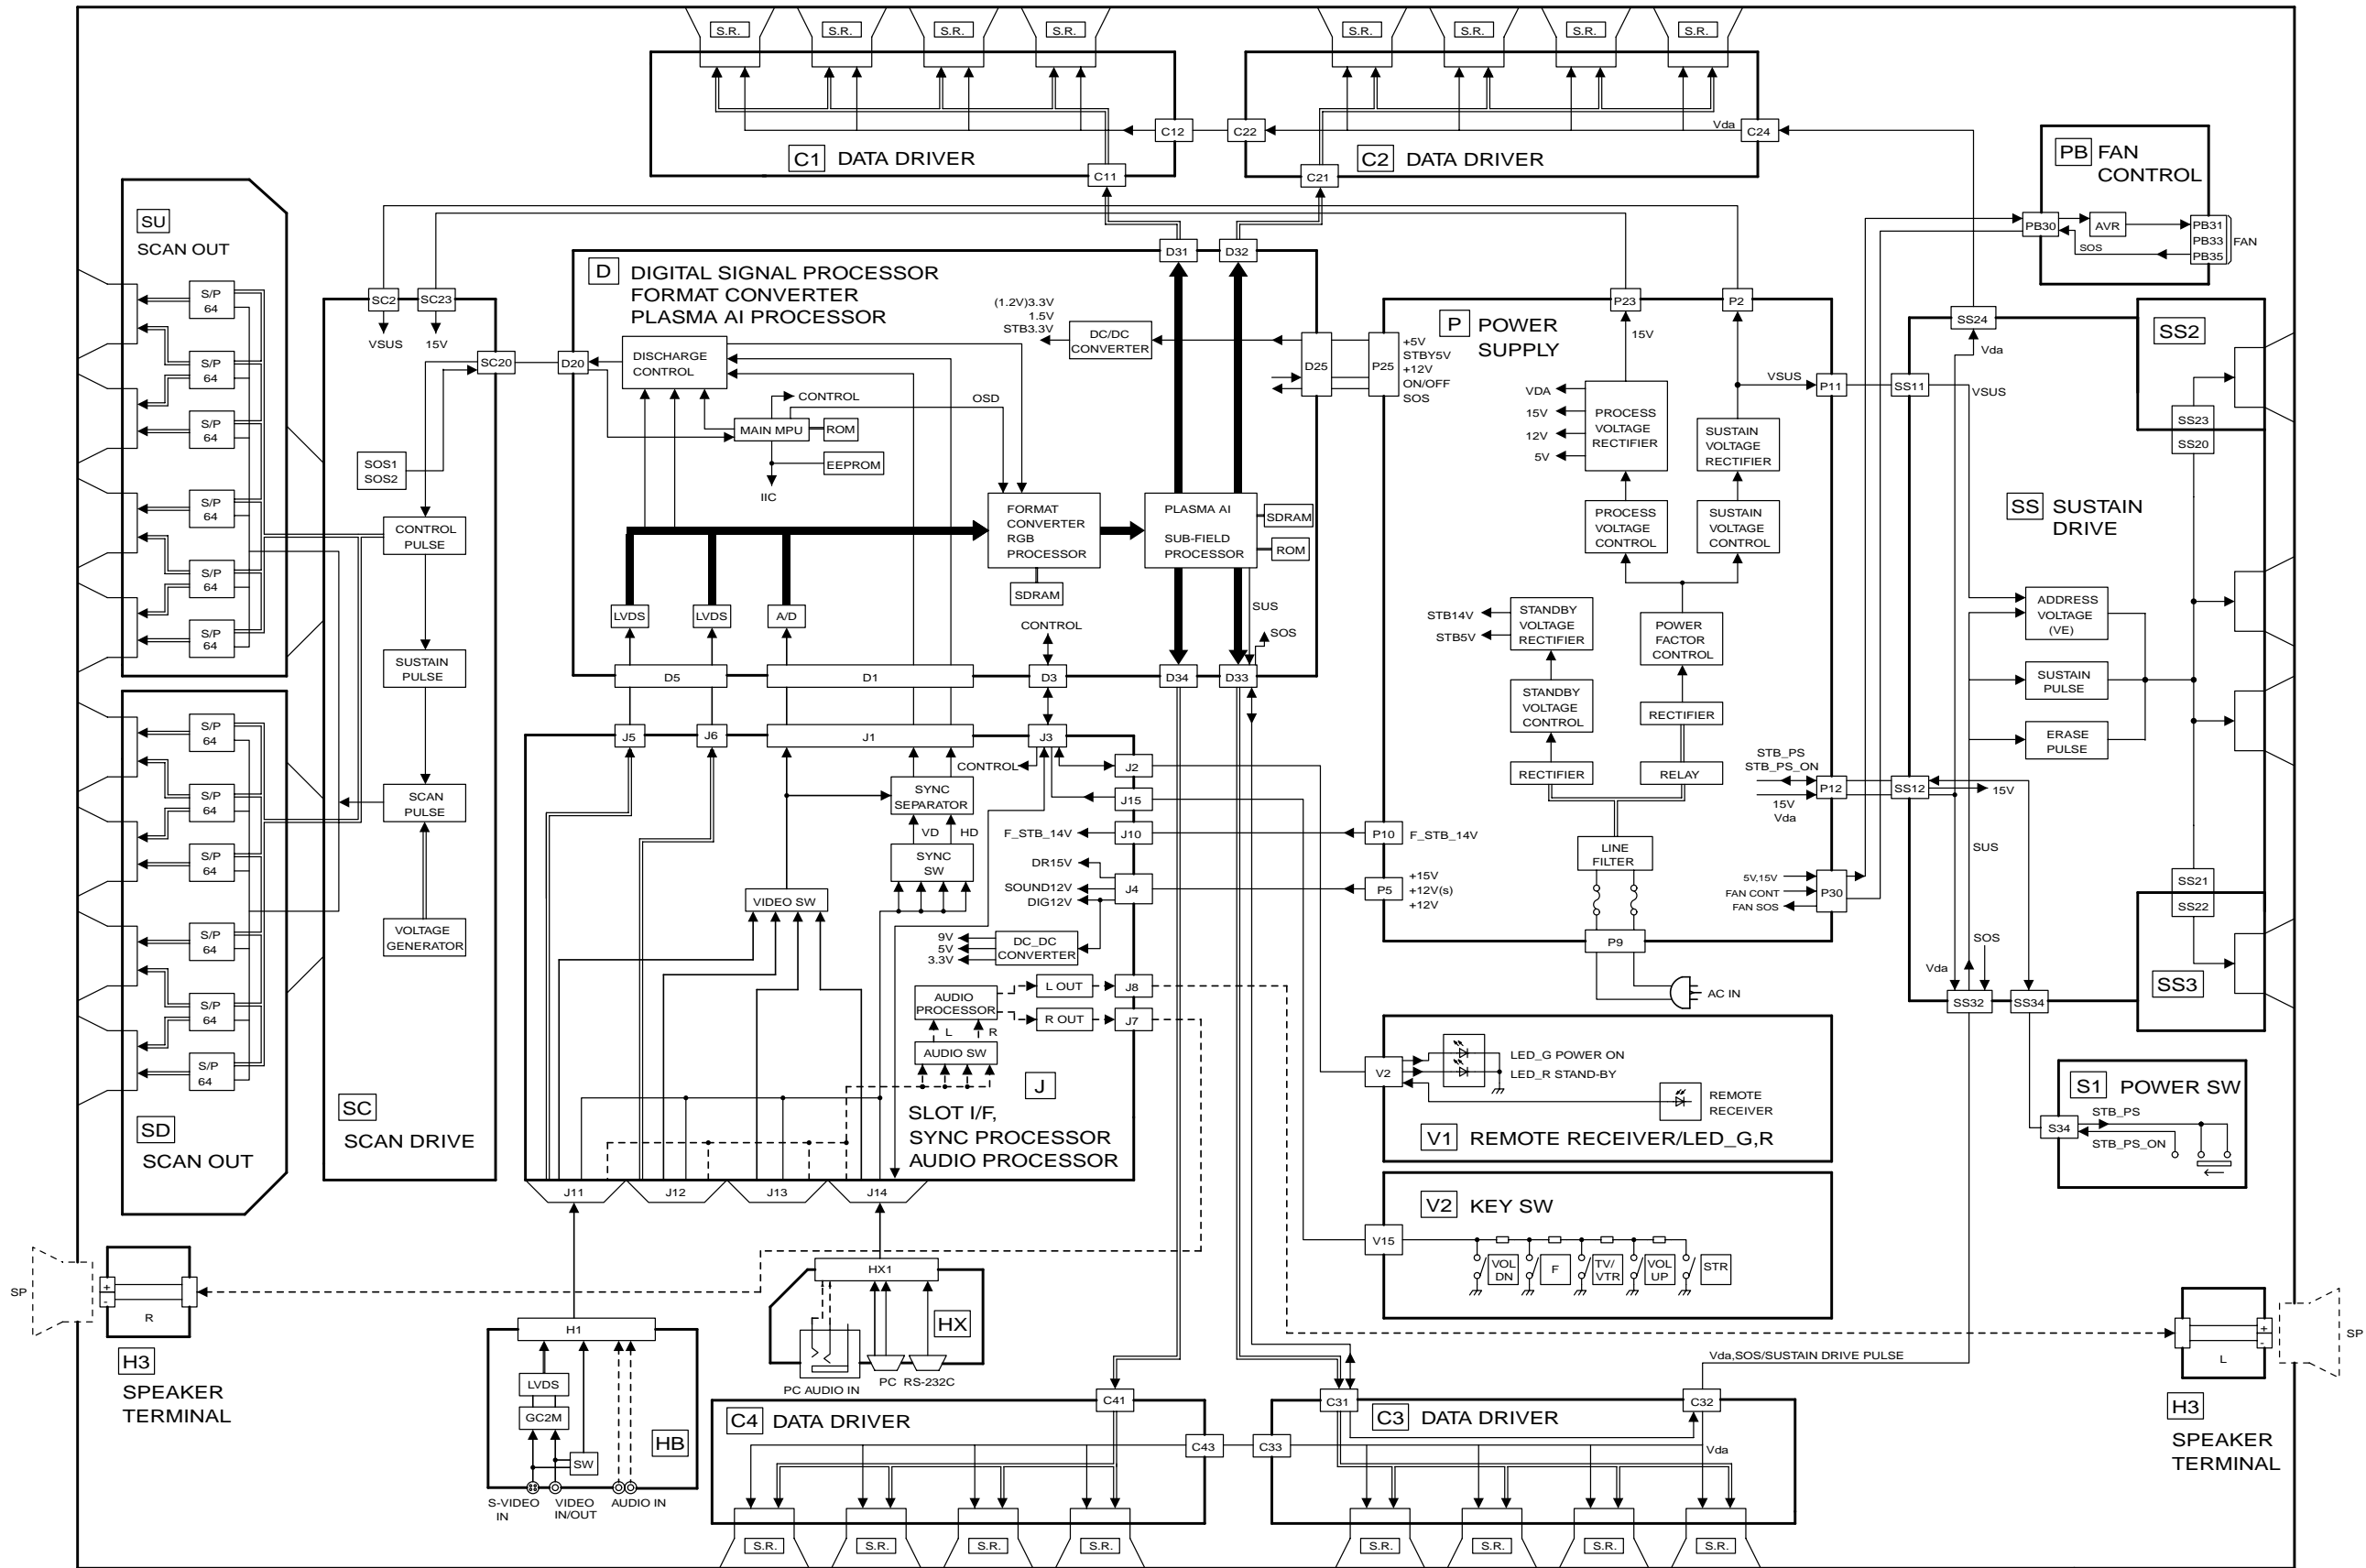 S.R.
S.R.
S.R.
S.R.
S.R.
S.R.
S.R.
S.R.
C12
C22
Vda
C24
C1 DATA DRIVER
C11
C2 DATA DRIVER
C21
PB FAN
CONTROL
PB30
AVR
SOS
PB31
PB33
PB35
FAN
SU
SCAN OUT
S/P
64
S/P
64
S/P
64
S/P
64
S/P
64
S/P
64
SC2
SC23
VSUS
15V
SC20
SOS1
SOS2
CONTROL
PULSE
SUSTAIN
PULSE
SCAN
PULSE
VOLTAGE
GENERATOR
SC
SCAN DRIVE
S/P
64
S/P
64
S/P
64
S/P
64
S/P
64
S/P
64
SD
SCAN OUT
D31
D32
D DIGITAL SIGNAL PROCESSOR
FORMAT CONVERTER
PLASMA AI PROCESSOR
(1.2V)3.3V
1.5V
STB3.3V
DC/DC
CONVERTER
D20
DISCHARGE
CONTROL
CONTROL
OSD
MAIN MPU
ROM
EEPROM
IIC
D25
FORMAT
CONVERTER
RGB
PROCESSOR
SDRAM
PLASMA AI
SUB-FIELD
PROCESSOR
SDRAM
ROM
LVDS
LVDS
A/D
CONTROL
SUS
SOS
D5
D1
D3
D34
D33
P23
P2
P POWER
SUPPLY
15V
P25
+5V
STBY5V
+12V
ON/OFF
SOS
VDA
15V
12V
5V
PROCESS
VOLTAGE
RECTIFIER
SUSTAIN
VOLTAGE
RECTIFIER
VSUS
P11
PROCESS
VOLTAGE
CONTROL
SUSTAIN
VOLTAGE
CONTROL
STB14V
STB5V
STANDBY
VOLTAGE
RECTIFIER
POWER
FACTOR
CONTROL
STANDBY
VOLTAGE
CONTROL
RECTIFIER
RECTIFIER
RELAY
STB_PS
STB_PS_ON
P12
15V
Vda
LINE
FILTER
5V,15V
FAN CONT
FAN SOS
P30
P10
F_STB_14V
P5
+15V
+12V(s)
+12V
P9
AC IN
SS24
Vda
SS11
VSUS
SS2
SS23
SS20
SS SUSTAIN
DRIVE
ADDRESS
VOLTAGE
(VE)
SUSTAIN
PULSE
ERASE
PULSE
SS12
15V
SUS
SS21
SS22
SOS
Vda
SS32
SS34
SS3
J5
J6
J1
J3
CONTROL
J2
J15
J10
J4
SYNC
SEPARATOR
VD
HD
SYNC
SW
VIDEO SW
F_STB_14V
DR15V
SOUND12V
DIG12V
9V
5V
3.3V
DC_DC
CONVERTER
AUDIO
PROCESSOR
L OUT
R OUT
J8
J7
L
R
AUDIO SW
J
SLOT I/F,
SYNC PROCESSOR
AUDIO PROCESSOR
J11
J12
J13
J14
V2
LED_G POWER ON
LED_R STAND-BY
REMOTE
RECEIVER
V1 REMOTE RECEIVER/LED_G,R
V2 KEY SW
V15
VOL
DN
F
TV/
VTR
VOL
UP
STR
S1 POWER SW
S34
STB_PS
STB_PS_ON
SP
+
-
R
H3
SPEAKER
TERMINAL
H1
LVDS
GC2M
SW
HB
S-VIDEO
IN
VIDEO
IN/OUT
AUDIO IN
HX1
HX
PC AUDIO IN
PC
RS-232C
SP
+
-
L
H3
SPEAKER
TERMINAL
Vda,SOS/SUSTAIN DRIVE PULSE
C41
C4 DATA DRIVER
C43
C31
C3 DATA DRIVER
C32
C33
Vda
S.R.
S.R.
S.R.
S.R.
S.R.
S.R.
S.R.
S.R.